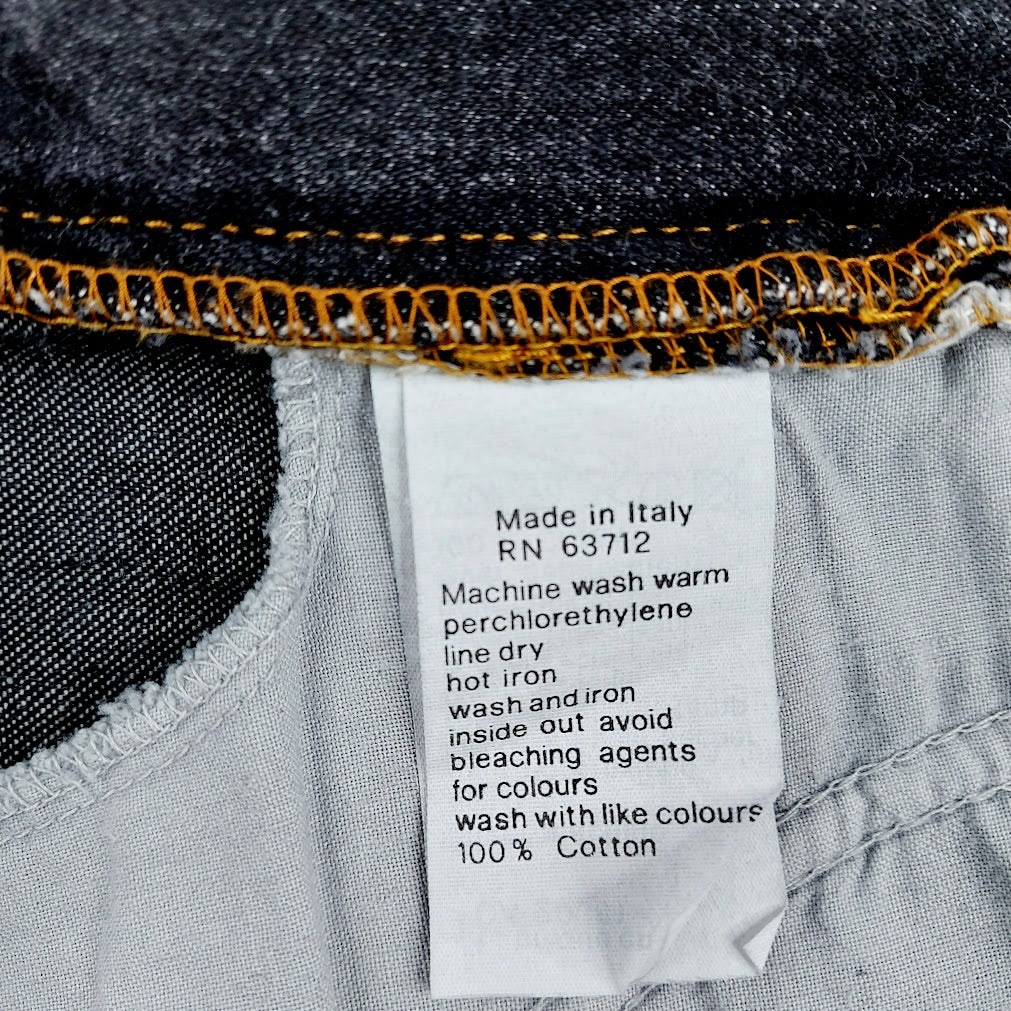 Made in Italy
RN 63712
Machine wash warm
perchlorethylene
line dry
hot iron
wash and iron
inside out avoid
bleaching agents
for colours
wash with like colours
100% Cotton